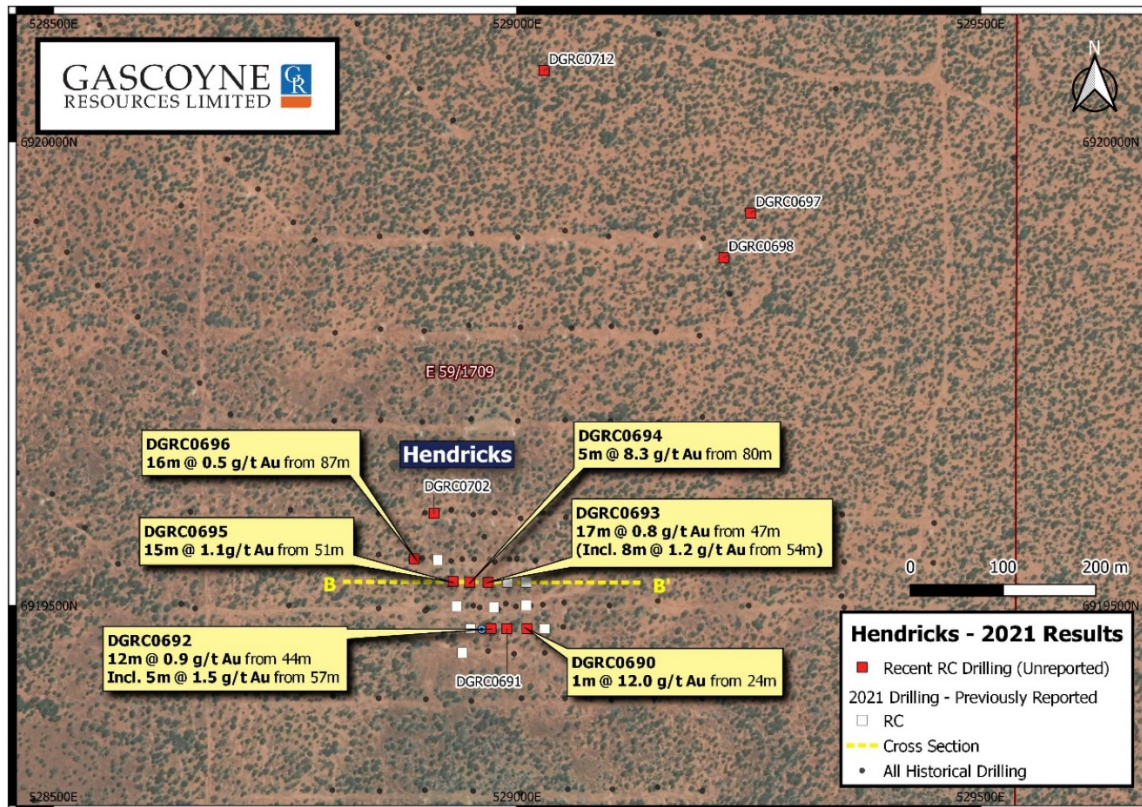 528500E
529000E
529500E
GASCOYNE
RESOURCES LIMITED
GR
N
DGRC0712
6920000N
6920000N
DGRC0697
DGRC0698
E 59/1709
DGRC0696
16m @ 0.5 g/t Au from 87m
Hendricks
DGRC0694
5m @ 8.3 g/t Au from 80m
DGRC0702
DGRC0695
15m @ 1.1g/t Au from 51m
DGRC0693
17m @ 0.8 g/t Au from 47m
(Incl. 8m @ 1.2 g/t Au from 54m)
B
B'
0 100 200 m
6919500N
6919500N
DGRC0692
12m @ 0.9 g/t Au from 44m
Incl. 5m @ 1.5 g/t Au from 57m
DGRC0691
DGRC0690
1m @ 12.0 g/t Au from 24m
Hendricks - 2021 Results
Recent RC Drilling (Unreported)
2021 Drilling - Previously Reported
RC
Cross Section
All Historical Drilling
528500E
529000E
529500E